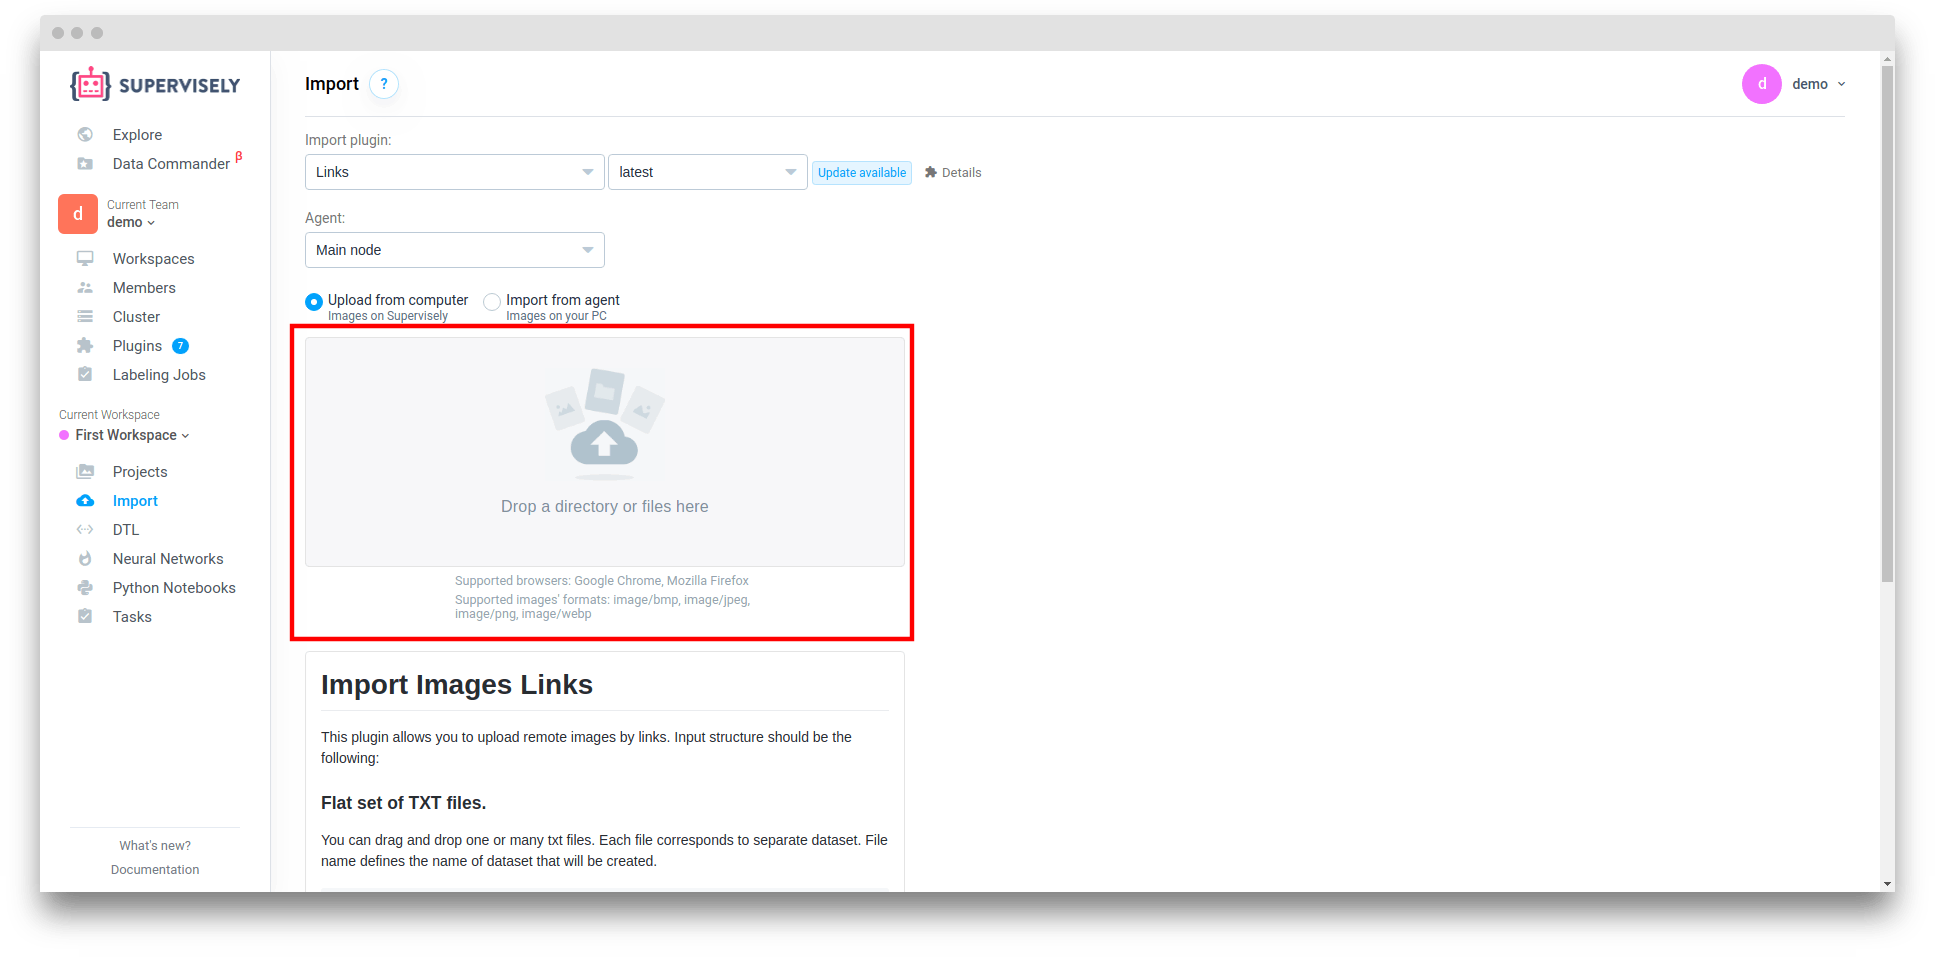 SUPERVISELY
Explore
Data Commander β
d
Current Team
demo
Workspaces
Members
Cluster
Plugins 7
Labeling Jobs
Current Workspace
First Workspace
Projects
Import
DTL
Neural Networks
Python Notebooks
Tasks
What's new?
Documentation
Import ?
d demo
Import plugin:
Links latest Update available Details
Agent:
Main node
Upload from computer
Images on Supervisely
Import from agent
Images on your PC
Drop a directory or files here
Supported browsers: Google Chrome, Mozilla Firefox
Supported images' formats: image/bmp, image/jpeg,
image/png, image/webp
Import Images Links
This plugin allows you to upload remote images by links. Input structure should be the
following:
Flat set of TXT files.
You can drag and drop one or many txt files. Each file corresponds to separate dataset. File
name defines the name of dataset that will be created.